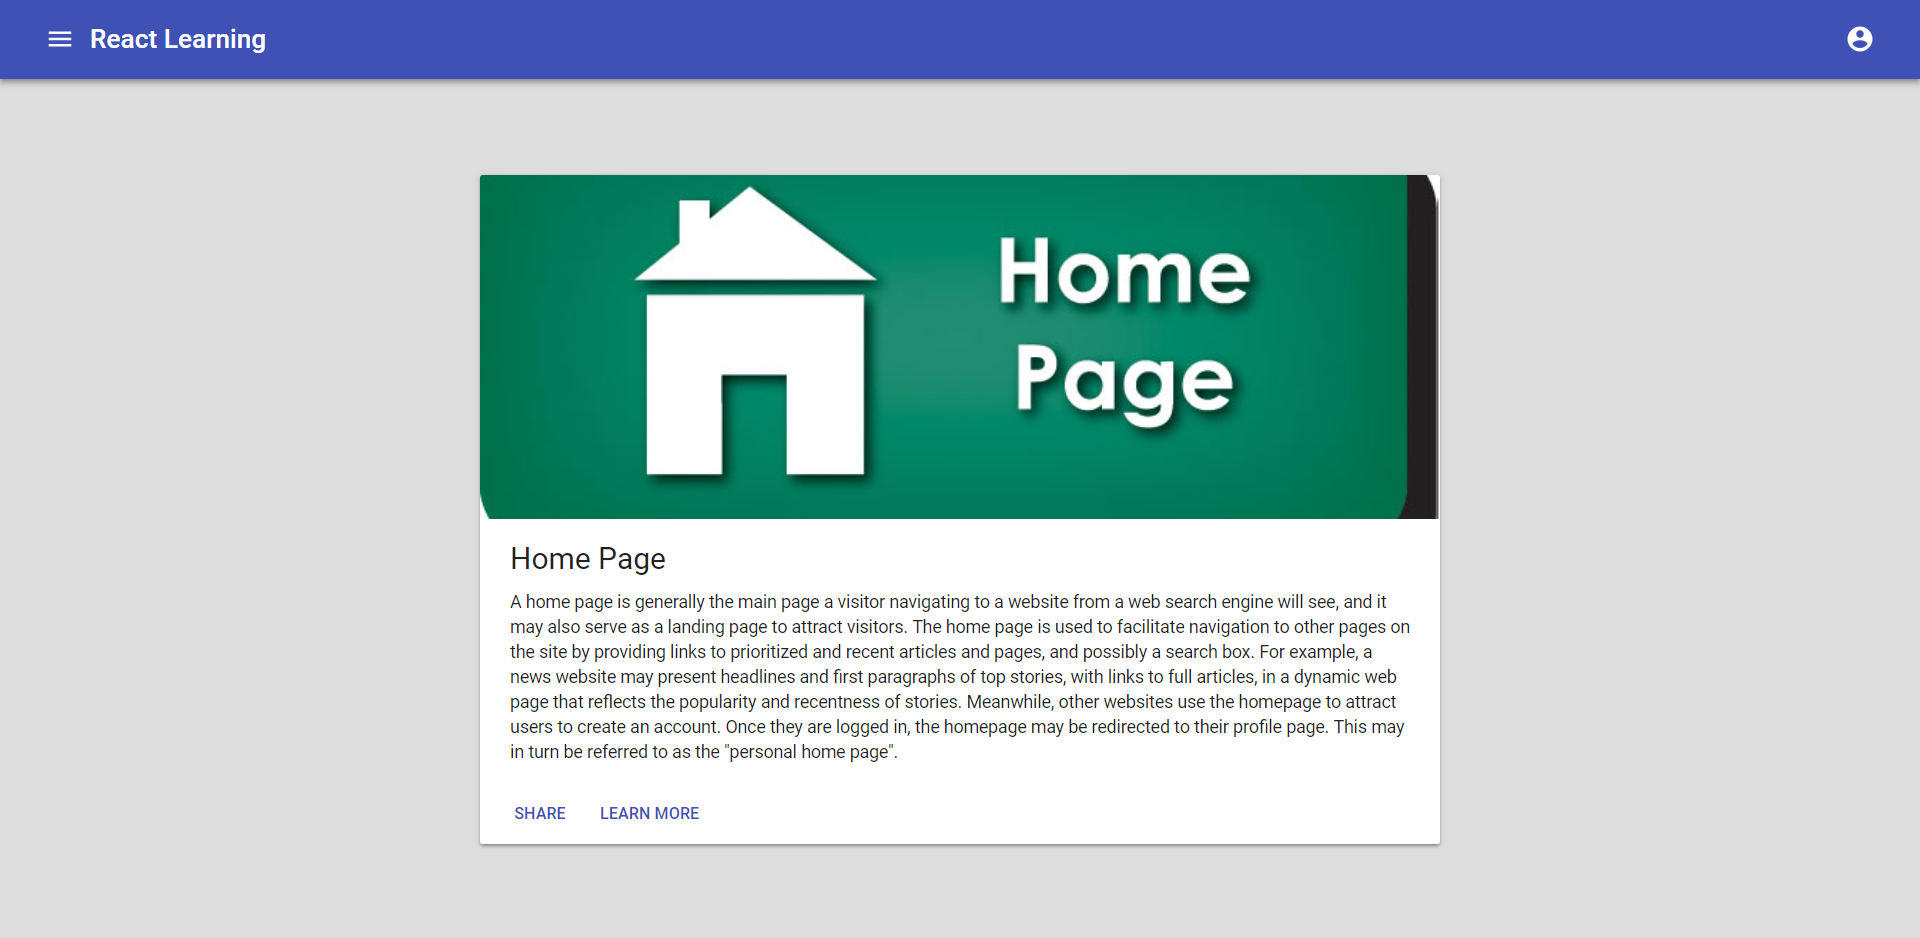 React Learning
Home
Page
Home Page
A home page is generally the main page a visitor navigating to a website from a web search engine will see, and it
may also serve as a landing page to attract visitors. The home page is used to facilitate navigation to other pages on
the site by providing links to prioritized and recent articles and pages, and possibly a search box. For example, a
news website may present headlines and first paragraphs of top stories, with links to full articles, in a dynamic web
page that reflects the popularity and recentness of stories. Meanwhile, other websites use the homepage to attract
users to create an account. Once they are logged in, the homepage may be redirected to their profile page. This may
in turn be referred to as the "personal home page".
SHARE LEARN MORE